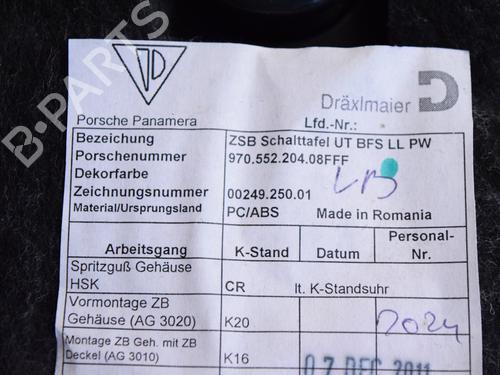 B-PARTS
D
Porsche Panamera
Dräxlmaier
Lfd.-Nr.:
Bezeichnung ZSB Schalttafel UT BFS LL PW
Porschenummer 970.552.204.08FFF
Dekorfarbe
Zeichnungsnummer 00249.250.01
Material/Ursprungsland PC/ABS Made in Romania
Arbeitsgang K-Stand Datum Personal-
Nr.
Spritzguß Gehäuse
HSK CR lt. K-Standsuhr
Vormontage ZB
Gehäuse (AG 3020) K20
Montage ZB Geh. mit ZB
Deckel (AG 3010) K16
07 DEC 2011